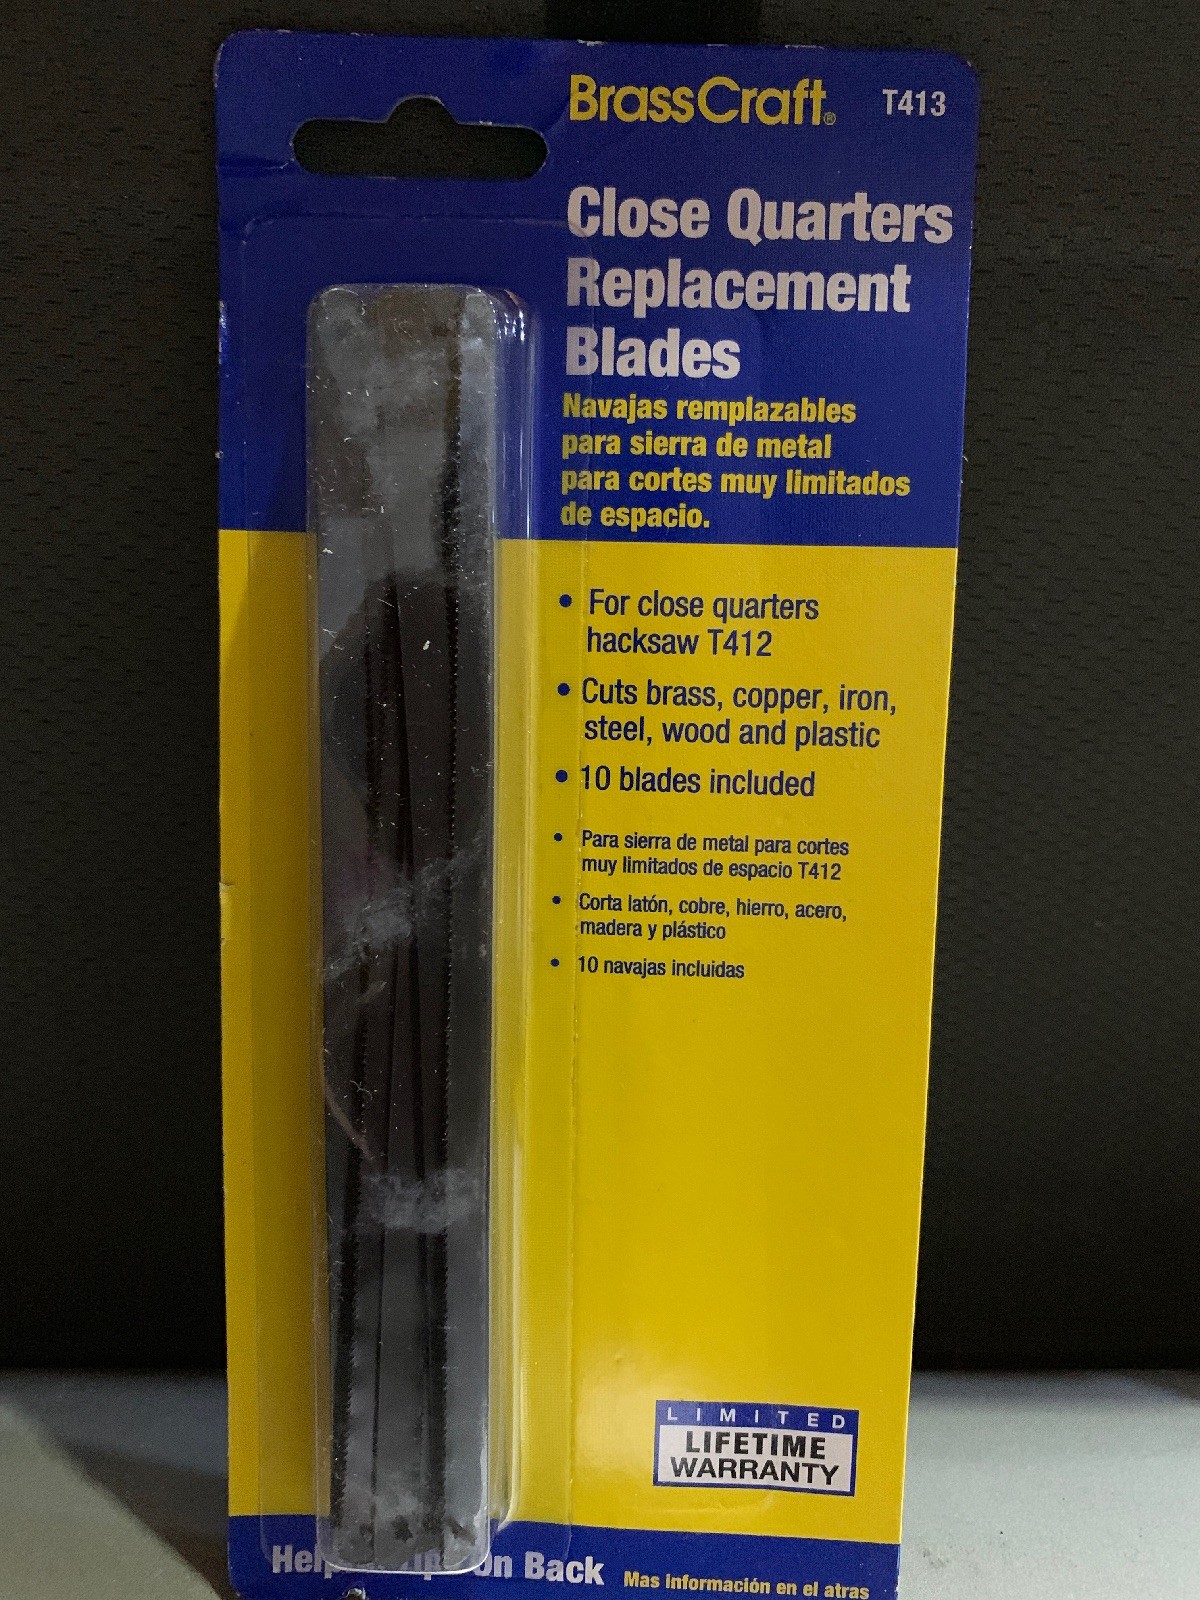 BrassCraft® T413
Close Quarters
Replacement
Blades
Navajas remplazables
para sierra de metal
para cortes muy limitados
de espacio.
• For close quarters
hacksaw T412
• Cuts brass, copper, iron,
steel, wood and plastic
• 10 blades included
• Para sierra de metal para cortes
muy limitados de espacio T412
• Corta latón, cobre, hierro, acero,
madera y plástico
• 10 navajas incluidas
LIMITED
LIFETIME
WARRANTY
On Back
Mas información en el atras